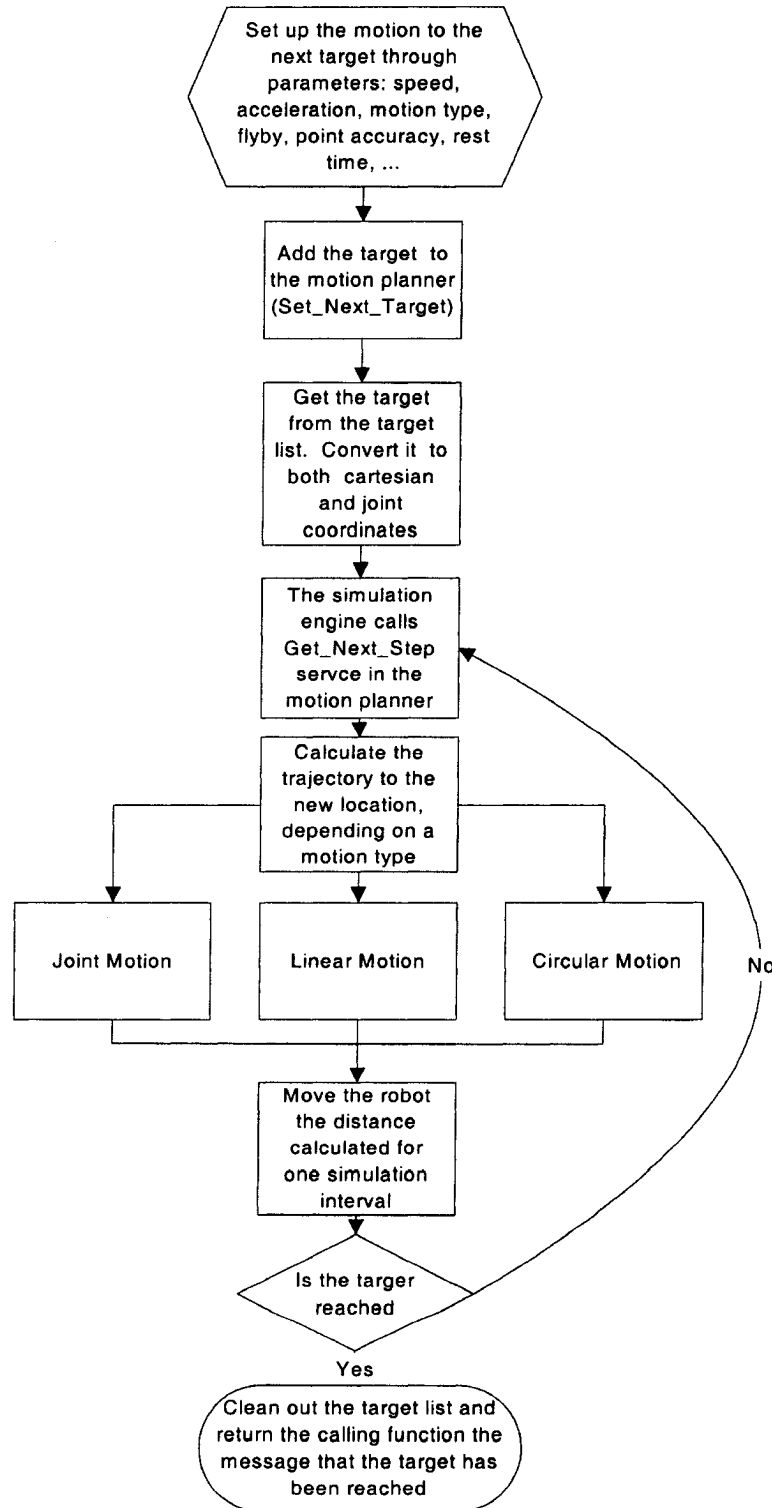 Set up the motion to the
next target through
parameters: speed,
acceleration, motion type,
flyby, point accuracy, rest
time, ...
Add the target to
the motion planner
(Set_Next_Target)
Get the target
from the target
list. Convert it to
both cartesian
and joint
coordinates
The simulation
engine calls
Get_Next_Step
servce in the
motion planner
Calculate the
trajectory to the
new location,
depending on a
motion type
Joint Motion
Linear Motion
Circular Motion
No
Move the robot
the distance
calculated for
one simulation
interval
Is the targer
reached
Yes
Clean out the target list and
return the calling function the
message that the target has
been reached